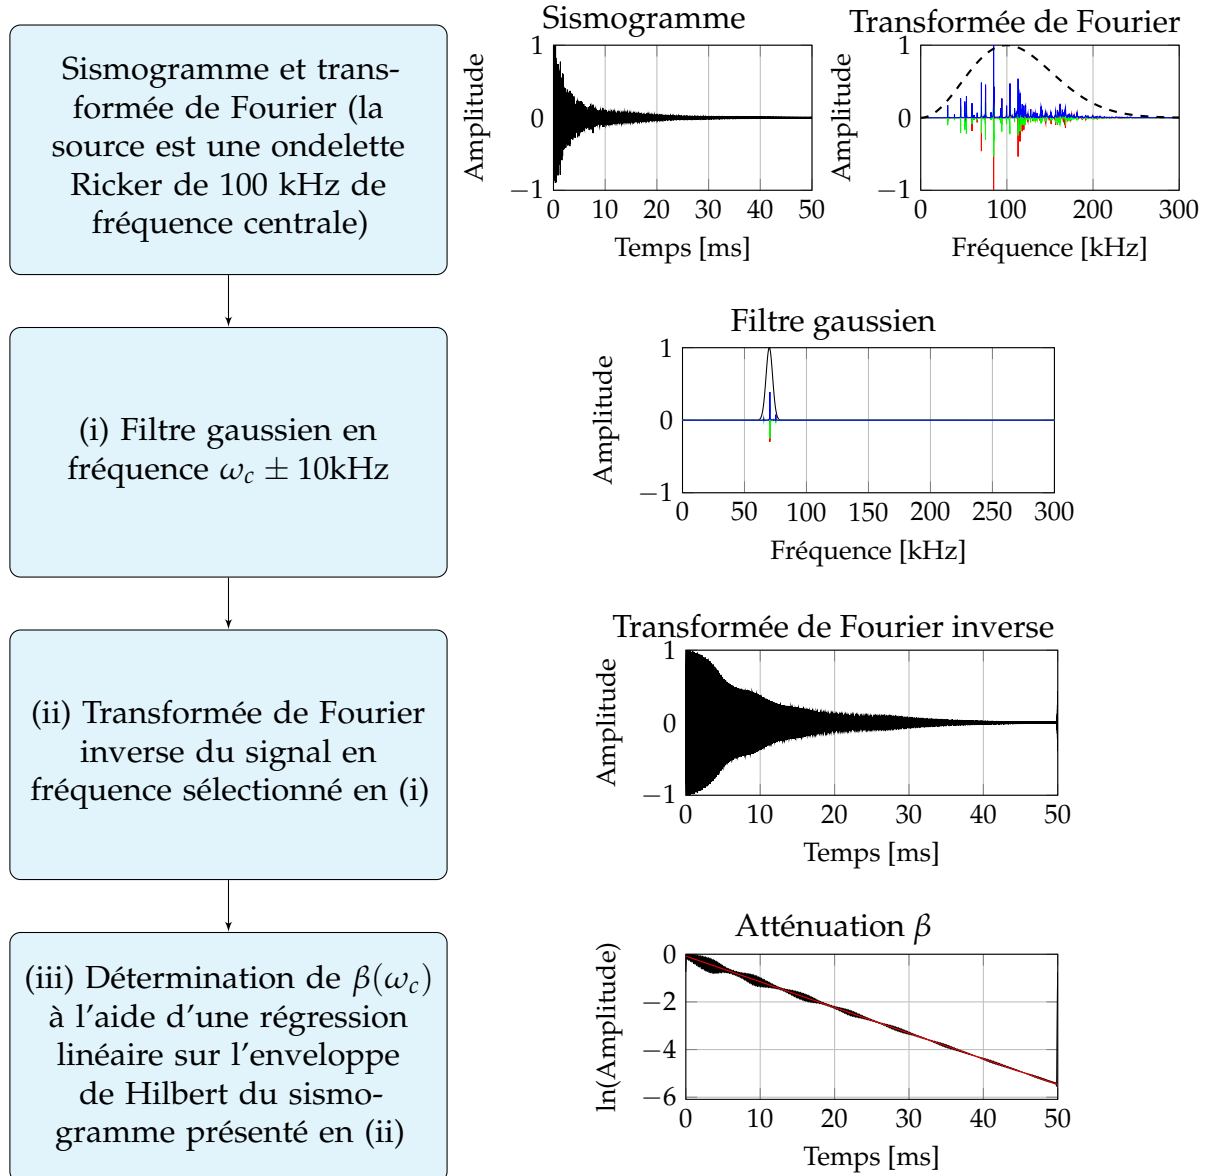 Sismogramme et trans-
formée de Fourier (la
source est une ondelette
Ricker de 100 kHz de
fréquence centrale)
Sismogramme
Amplitude
1
0
−1
0 10 20 30 40 50
Temps [ms]
Transformée de Fourier
Amplitude
1
0
−1
0 100 200 300
Fréquence [kHz]
(i) Filtre gaussien en
fréquence ω_c ± 10kHz
Filtre gaussien
Amplitude
1
0
−1
0 50 100 150 200 250 300
Fréquence [kHz]
(ii) Transformée de Fourier
inverse du signal en
fréquence sélectionné en (i)
Transformée de Fourier inverse
Amplitude
1
0
−1
0 10 20 30 40 50
Temps [ms]
(iii) Détermination de β(ω_c)
à l'aide d'une régression
linéaire sur l'enveloppe
de Hilbert du sismo-
gramme présenté en (ii)
Atténuation β
ln(Amplitude)
0
−2
−4
−6
0 10 20 30 40 50
Temps [ms]